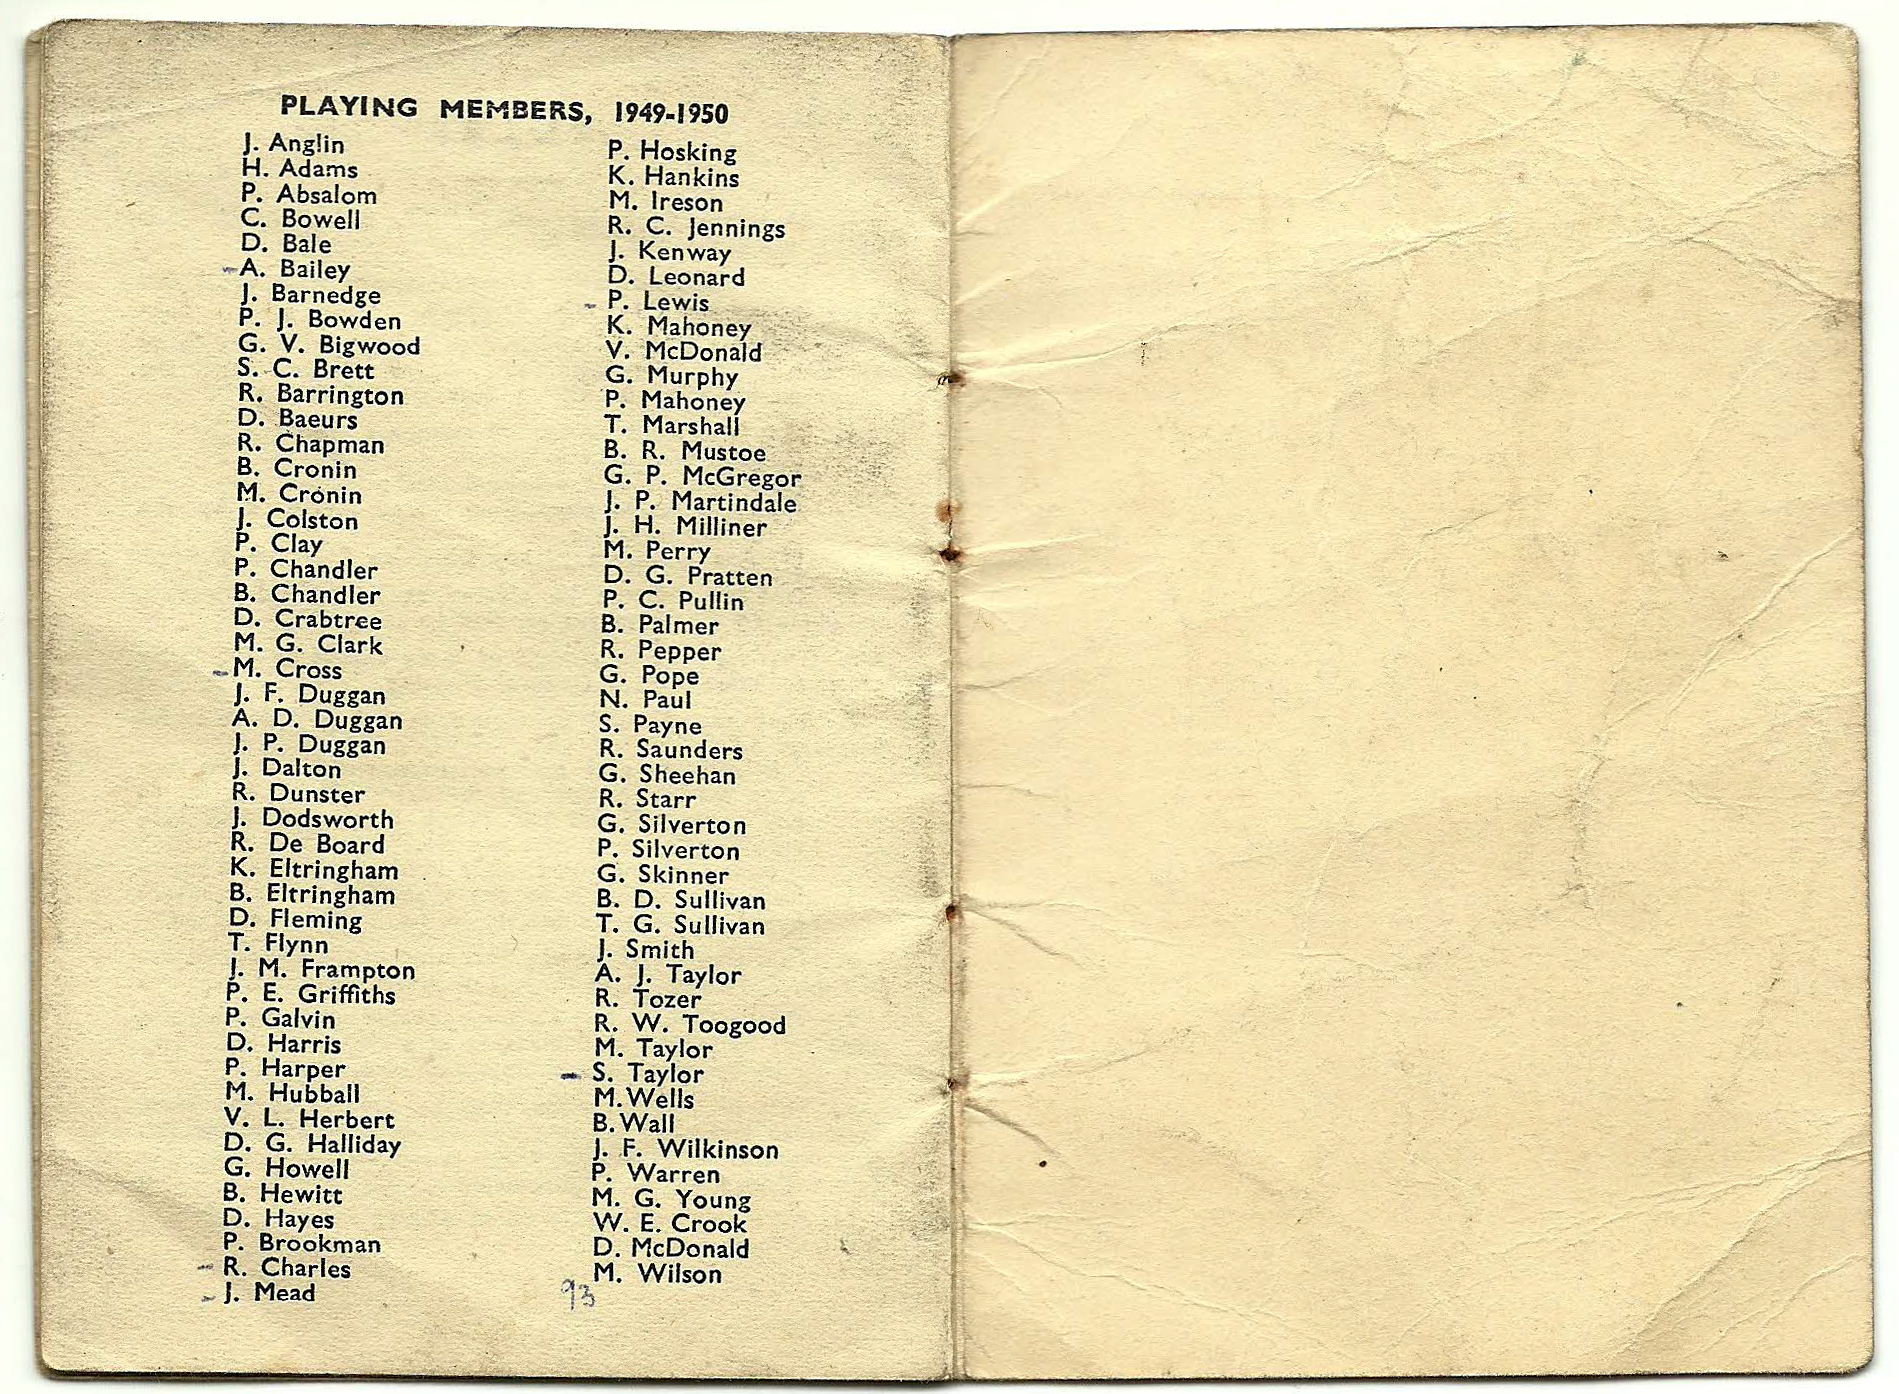 PLAYING MEMBERS, 1949-1950
J. Anglin
H. Adams
P. Absalom
C. Bowell
D. Bale
A. Bailey
J. Barnedge
P. J. Bowden
G. V. Bigwood
S. C. Brett
R. Barrington
D. Baeurs
R. Chapman
B. Cronin
M. Cronin
J. Colston
P. Clay
P. Chandler
B. Chandler
D. Crabtree
M. G. Clark
M. Cross
J. F. Duggan
A. D. Duggan
J. P. Duggan
J. Dalton
R. Dunster
J. Dodsworth
R. De Board
K. Eltringham
B. Eltringham
D. Fleming
T. Flynn
J. M. Frampton
P. E. Griffiths
P. Galvin
D. Harris
P. Harper
M. Hubball
V. L. Herbert
D. G. Halliday
G. Howell
B. Hewitt
D. Hayes
P. Brookman
R. Charles
J. Mead
P. Hosking
K. Hankins
M. Ireson
R. C. Jennings
J. Kenway
D. Leonard
P. Lewis
K. Mahoney
V. McDonald
G. Murphy
P. Mahoney
T. Marshall
B. R. Mustoe
G. P. McGregor
J. P. Martindale
J. H. Milliner
M. Perry
D. G. Pratten
P. C. Pullin
B. Palmer
R. Pepper
G. Pope
N. Paul
S. Payne
R. Saunders
G. Sheehan
R. Starr
G. Silverton
P. Silverton
G. Skinner
B. D. Sullivan
T. G. Sullivan
J. Smith
A. J. Taylor
R. Tozer
R. W. Toogood
M. Taylor
S. Taylor
M. Wells
B. Wall
J. F. Wilkinson
P. Warren
M. G. Young
W. E. Crook
D. McDonald
M. Wilson
93